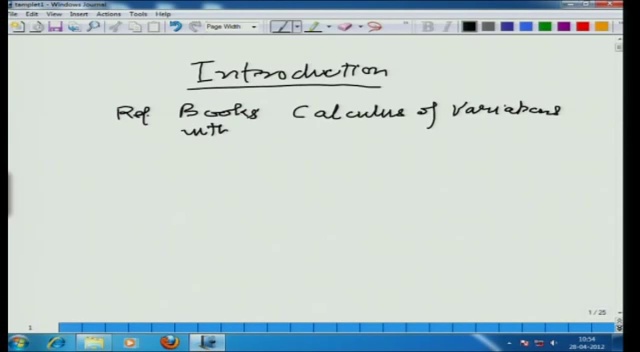 templet1 - Windows Journal
File Edit View Insert Actions Tools Help
Page Width
Introduction
Ref. Books Calculus of Variations
with
1 / 25
1
10:54
28-04-2012